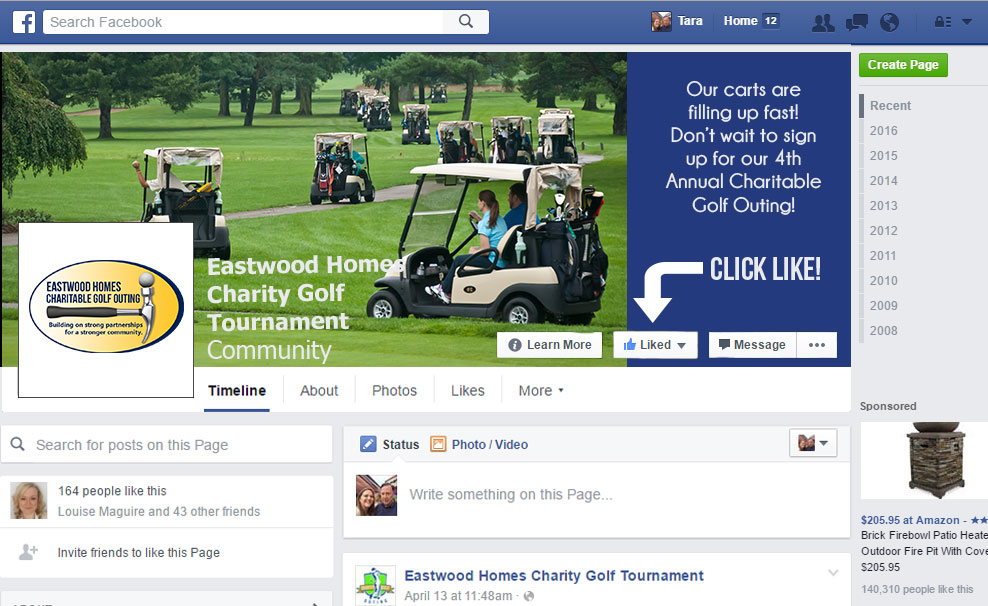 Search Facebook
Tara
Home 12
Create Page
Recent
2016
2015
2014
2013
2012
2011
2010
2009
2008
Our carts are
filling up fast!
Don't wait to sign
up for our 4th
Annual Charitable
Golf Outing!
CLICK LIKE!
EASTWOOD HOMES
CHARITABLE GOLF OUTING
Building on strong partnerships
for a stronger community.
Eastwood Homes
Charity Golf
Tournament
Community
Learn More
Liked
Message
Timeline
About
Photos
Likes
More
Search for posts on this Page
164 people like this
Louise Maguire and 43 other friends
Invite friends to like this Page
Status
Photo / Video
Write something on this Page...
Eastwood Homes Charity Golf Tournament
April 13 at 11:48am ·
Sponsored
$205.95 at Amazon - ★★
Brick Firebowl Patio Heate
Outdoor Fire Pit With Cove
$205.95
140,310 people like this